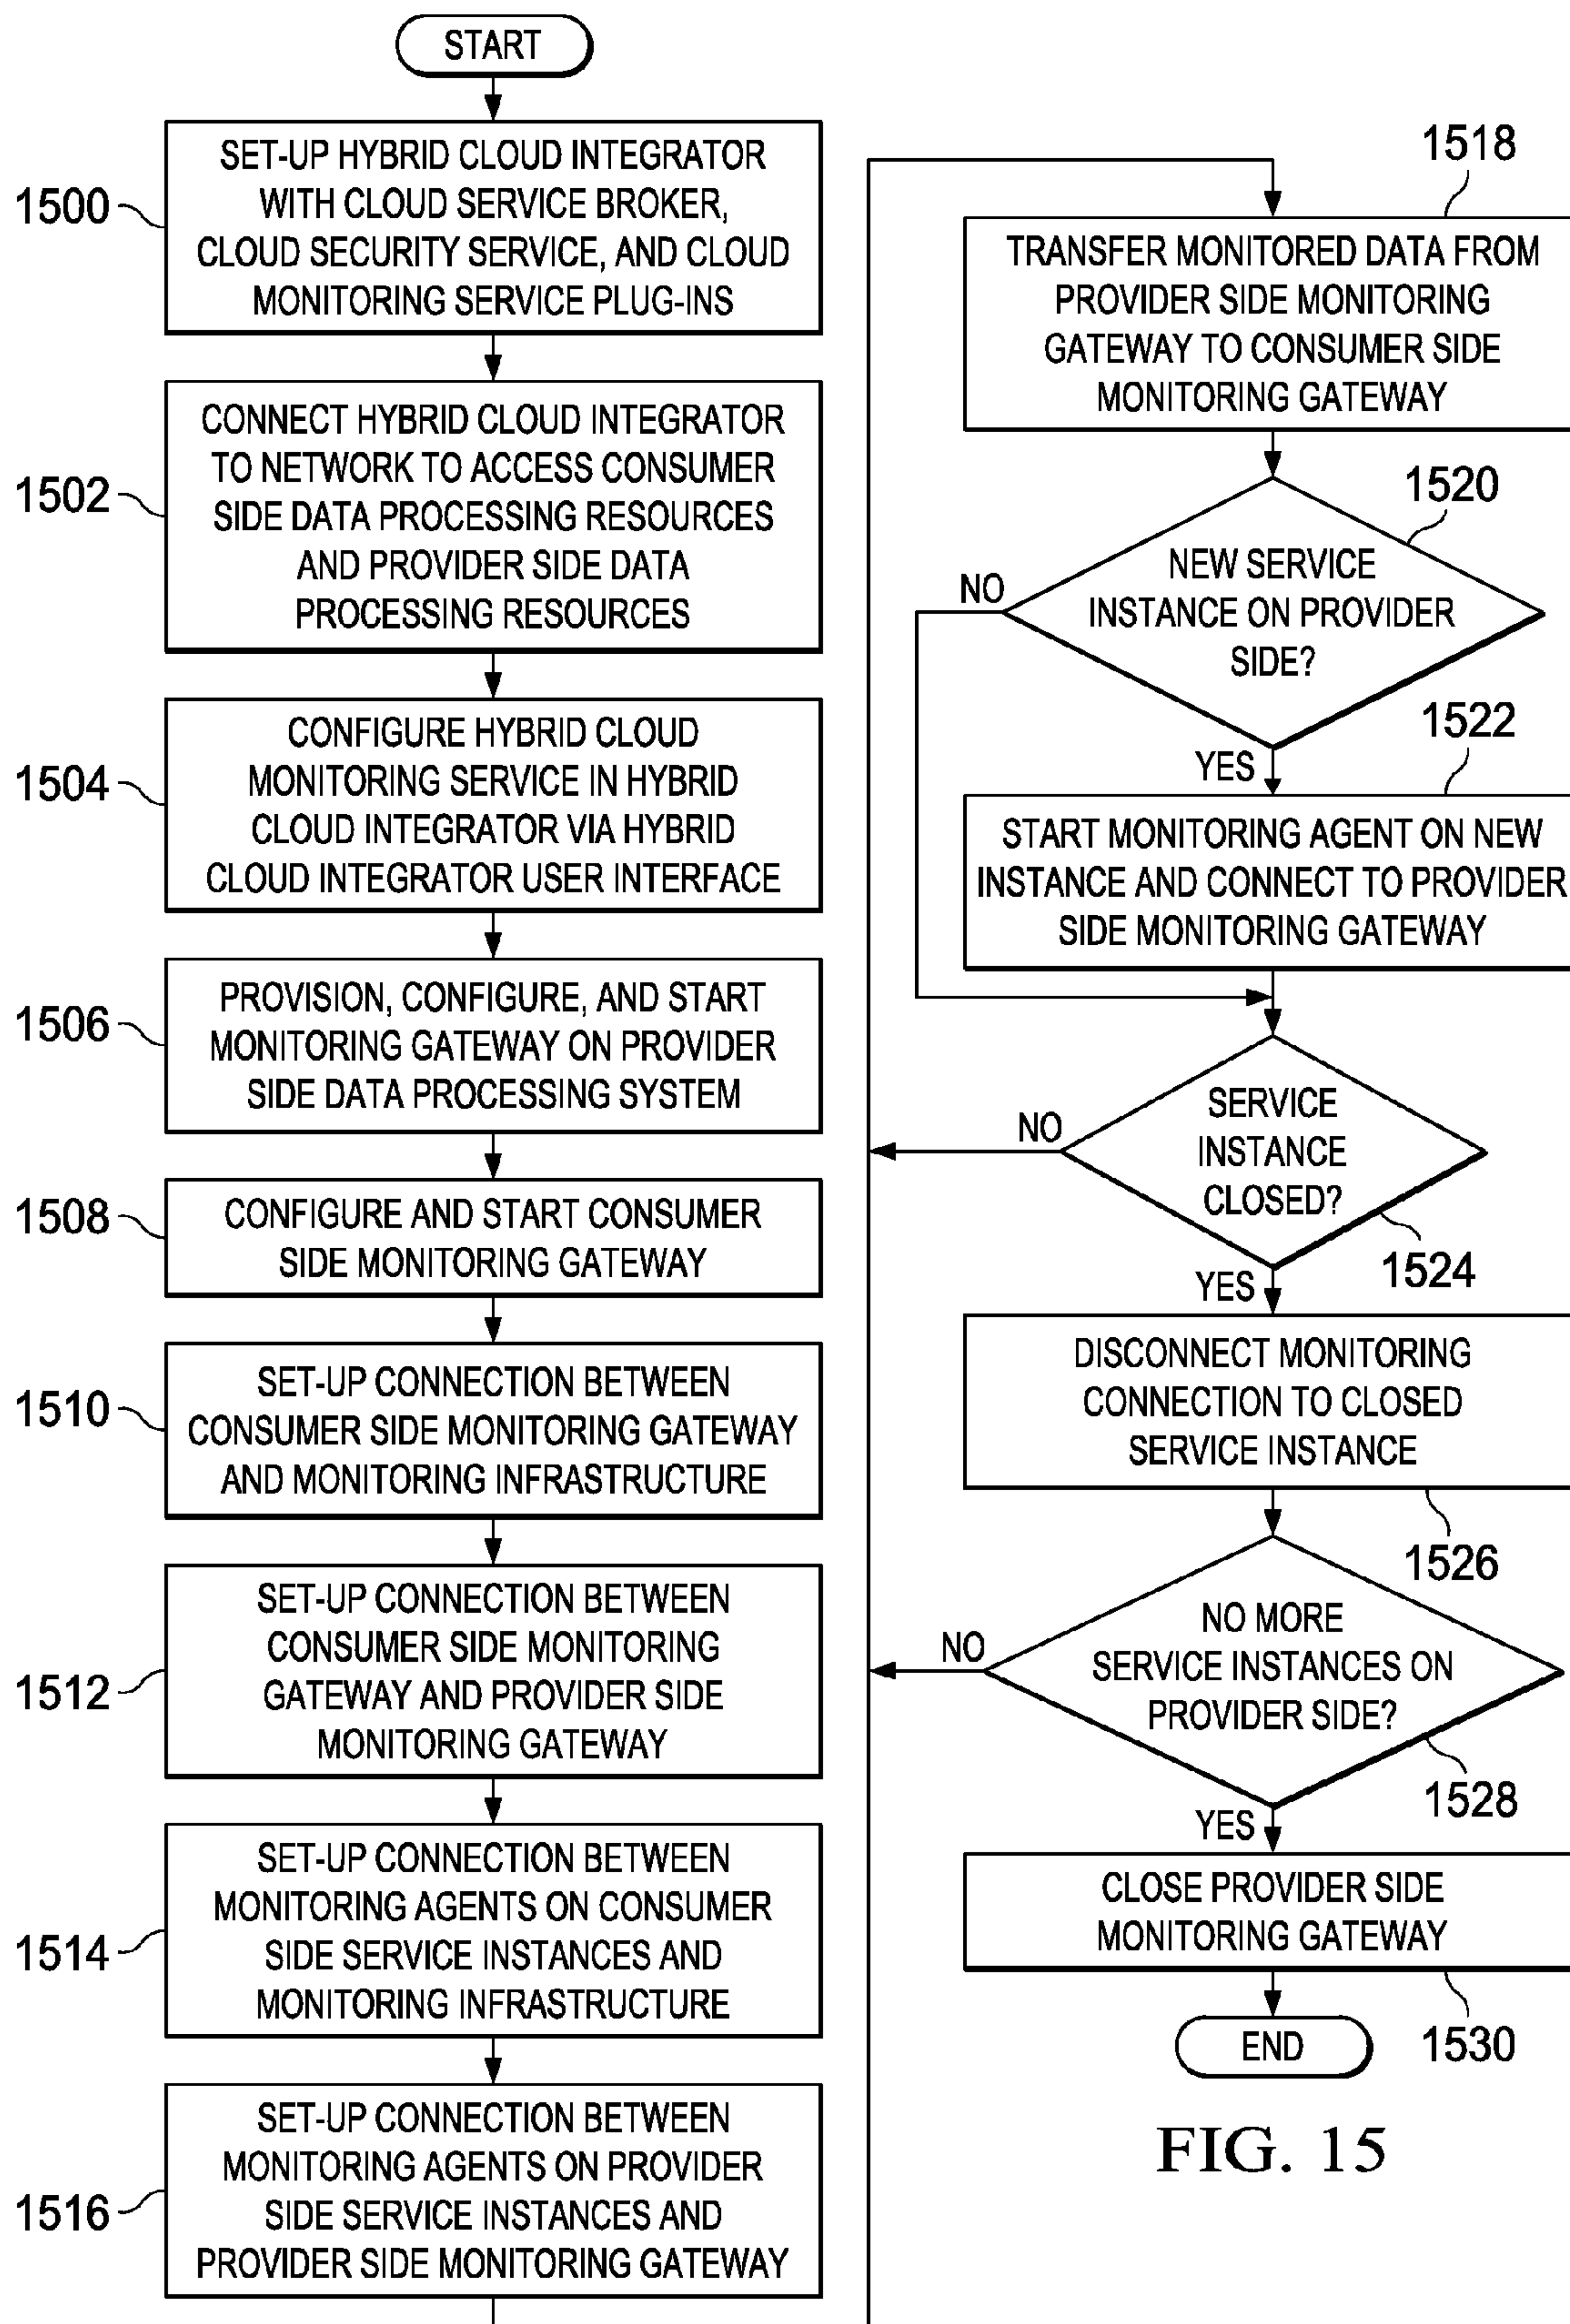 START
1500
SET-UP HYBRID CLOUD INTEGRATOR
WITH CLOUD SERVICE BROKER,
CLOUD SECURITY SERVICE, AND CLOUD
MONITORING SERVICE PLUG-INS
1502
CONNECT HYBRID CLOUD INTEGRATOR
TO NETWORK TO ACCESS CONSUMER
SIDE DATA PROCESSING RESOURCES
AND PROVIDER SIDE DATA
PROCESSING RESOURCES
1504
CONFIGURE HYBRID CLOUD
MONITORING SERVICE IN HYBRID
CLOUD INTEGRATOR VIA HYBRID
CLOUD INTEGRATOR USER INTERFACE
1506
PROVISION, CONFIGURE, AND START
MONITORING GATEWAY ON PROVIDER
SIDE DATA PROCESSING SYSTEM
1508
CONFIGURE AND START CONSUMER
SIDE MONITORING GATEWAY
1510
SET-UP CONNECTION BETWEEN
CONSUMER SIDE MONITORING GATEWAY
AND MONITORING INFRASTRUCTURE
1512
SET-UP CONNECTION BETWEEN
CONSUMER SIDE MONITORING
GATEWAY AND PROVIDER SIDE
MONITORING GATEWAY
1514
SET-UP CONNECTION BETWEEN
MONITORING AGENTS ON CONSUMER
SIDE SERVICE INSTANCES AND
MONITORING INFRASTRUCTURE
1516
SET-UP CONNECTION BETWEEN
MONITORING AGENTS ON PROVIDER
SIDE SERVICE INSTANCES AND
PROVIDER SIDE MONITORING GATEWAY
1518
TRANSFER MONITORED DATA FROM
PROVIDER SIDE MONITORING
GATEWAY TO CONSUMER SIDE
MONITORING GATEWAY
1520
NEW SERVICE
INSTANCE ON PROVIDER
SIDE?
NO
YES
1522
START MONITORING AGENT ON NEW
INSTANCE AND CONNECT TO PROVIDER
SIDE MONITORING GATEWAY
SERVICE
INSTANCE
CLOSED?
NO
1524
YES
DISCONNECT MONITORING
CONNECTION TO CLOSED
SERVICE INSTANCE
1526
NO MORE
SERVICE INSTANCES ON
PROVIDER SIDE?
NO
1528
YES
CLOSE PROVIDER SIDE
MONITORING GATEWAY
1530
END
FIG. 15